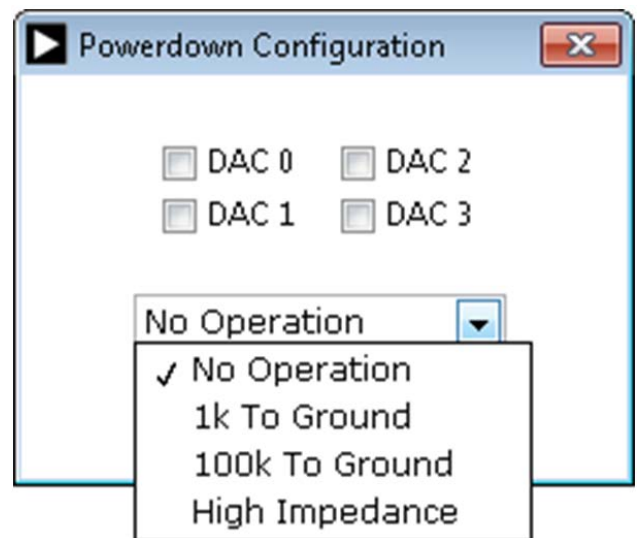 Powerdown Configuration
DAC 0 DAC 2
DAC 1 DAC 3
No Operation
No Operation
1k To Ground
100k To Ground
High Impedance